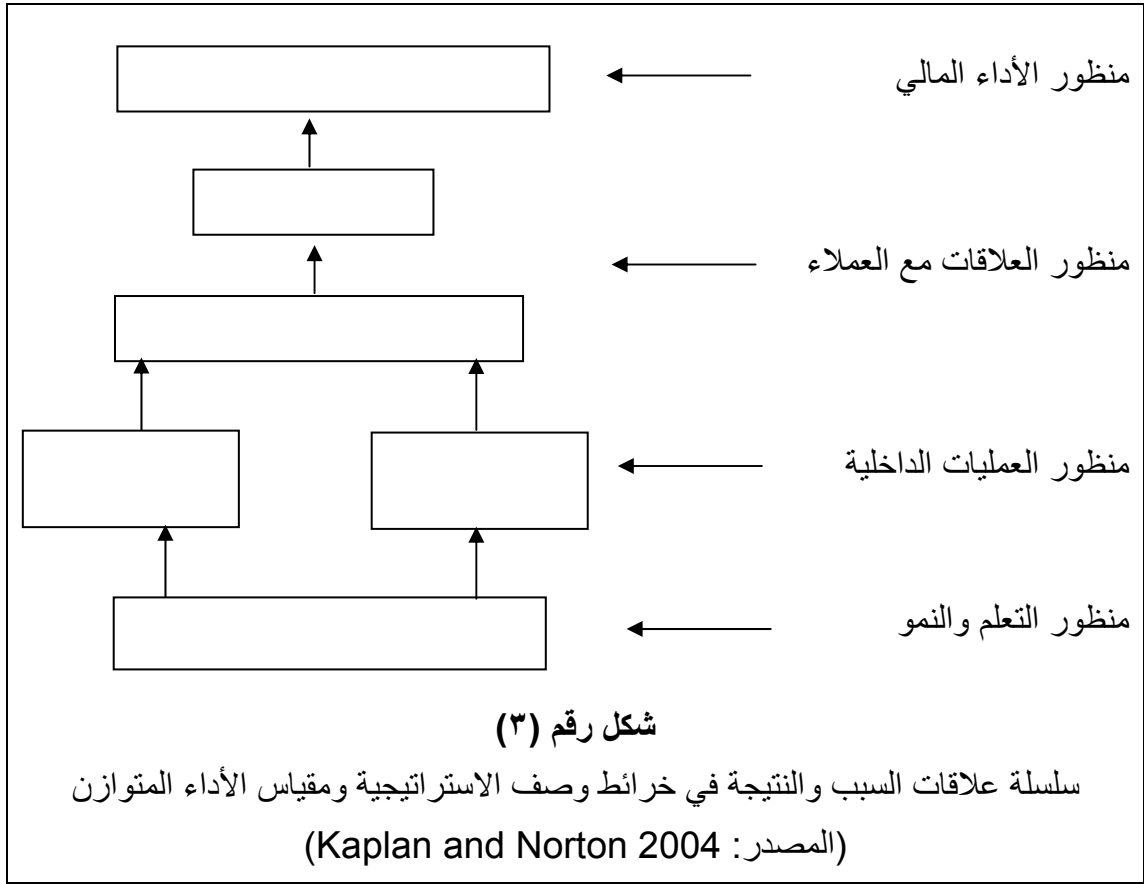 منظور الأداء المالي
منظور العلاقات مع العملاء
منظور العمليات الداخلية
منظور التعلم والنمو
شكل رقم (٣)
سلسلة علاقات السبب والنتيجة في خرائط وصف الاستراتيجية ومقياس الأداء المتوازن
(المصدر: Kaplan and Norton 2004)